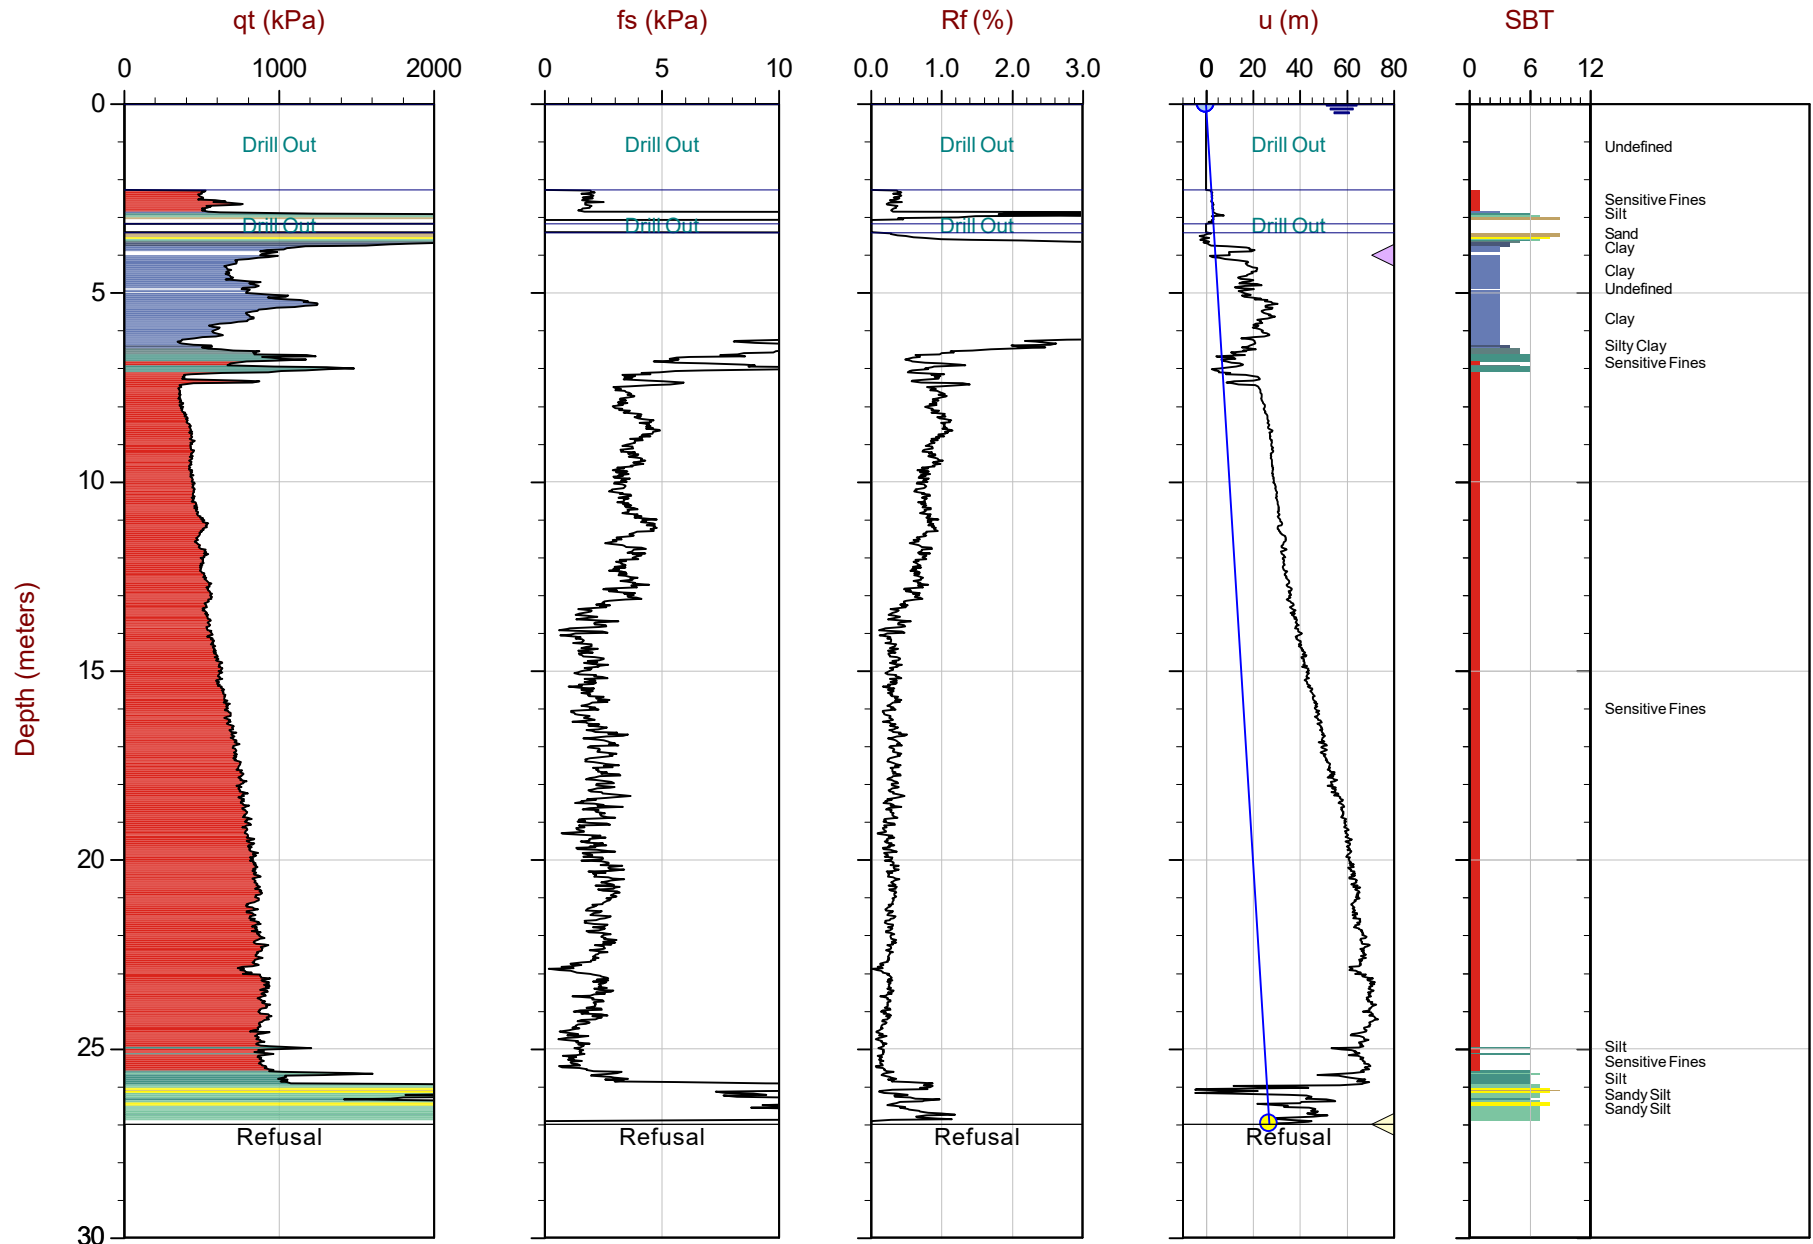 qt (kPa) fs (kPa) Rf (%) u (m) SBT
0 1000 2000 0 5 10 0.0 1.0 2.0 3.0 0 20 40 60 80 0 6 12
0
Drill Out Drill Out Drill Out Drill Out Undefined
Sensitive Fines
Silt
Drill Out Drill Out Drill Out Drill Out
Sand
Clay
Clay
5 Undefined
Clay
Silty Clay
Sensitive Fines
10
15
Depth (meters)
Sensitive Fines
20
25 Silt
Sensitive Fines
Silt
Sandy Silt
Sandy Silt
Refusal Refusal Refusal Refusal
30